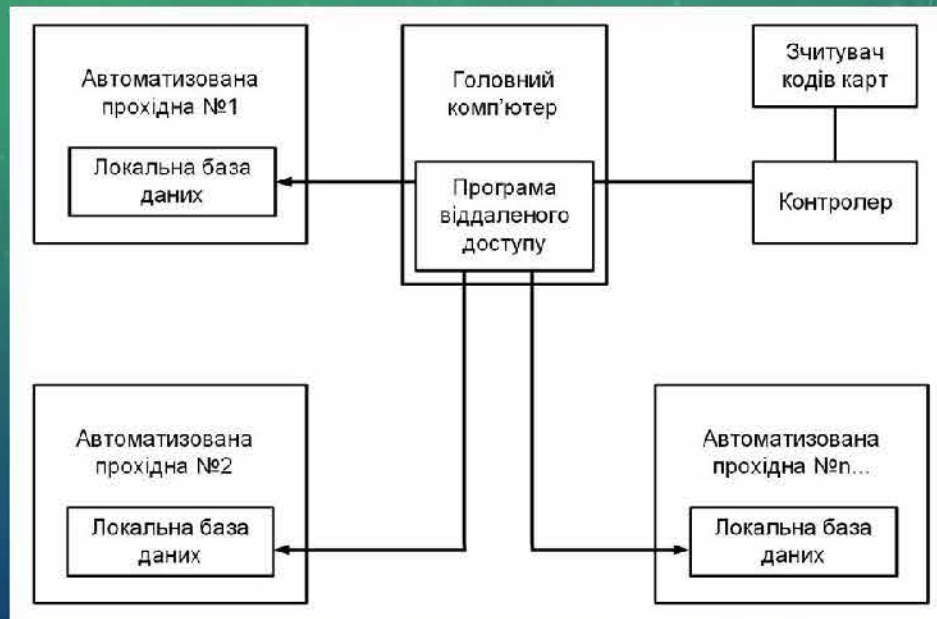 Автоматизована
прохідна №1
Локальна база
даних
Головний
комп'ютер
Програма
віддаленого
доступу
Зчитувач
кодів карт
Контролер
Автоматизована
прохідна №2
Локальна база
даних
Автоматизована
прохідна №n...
Локальна база
даних